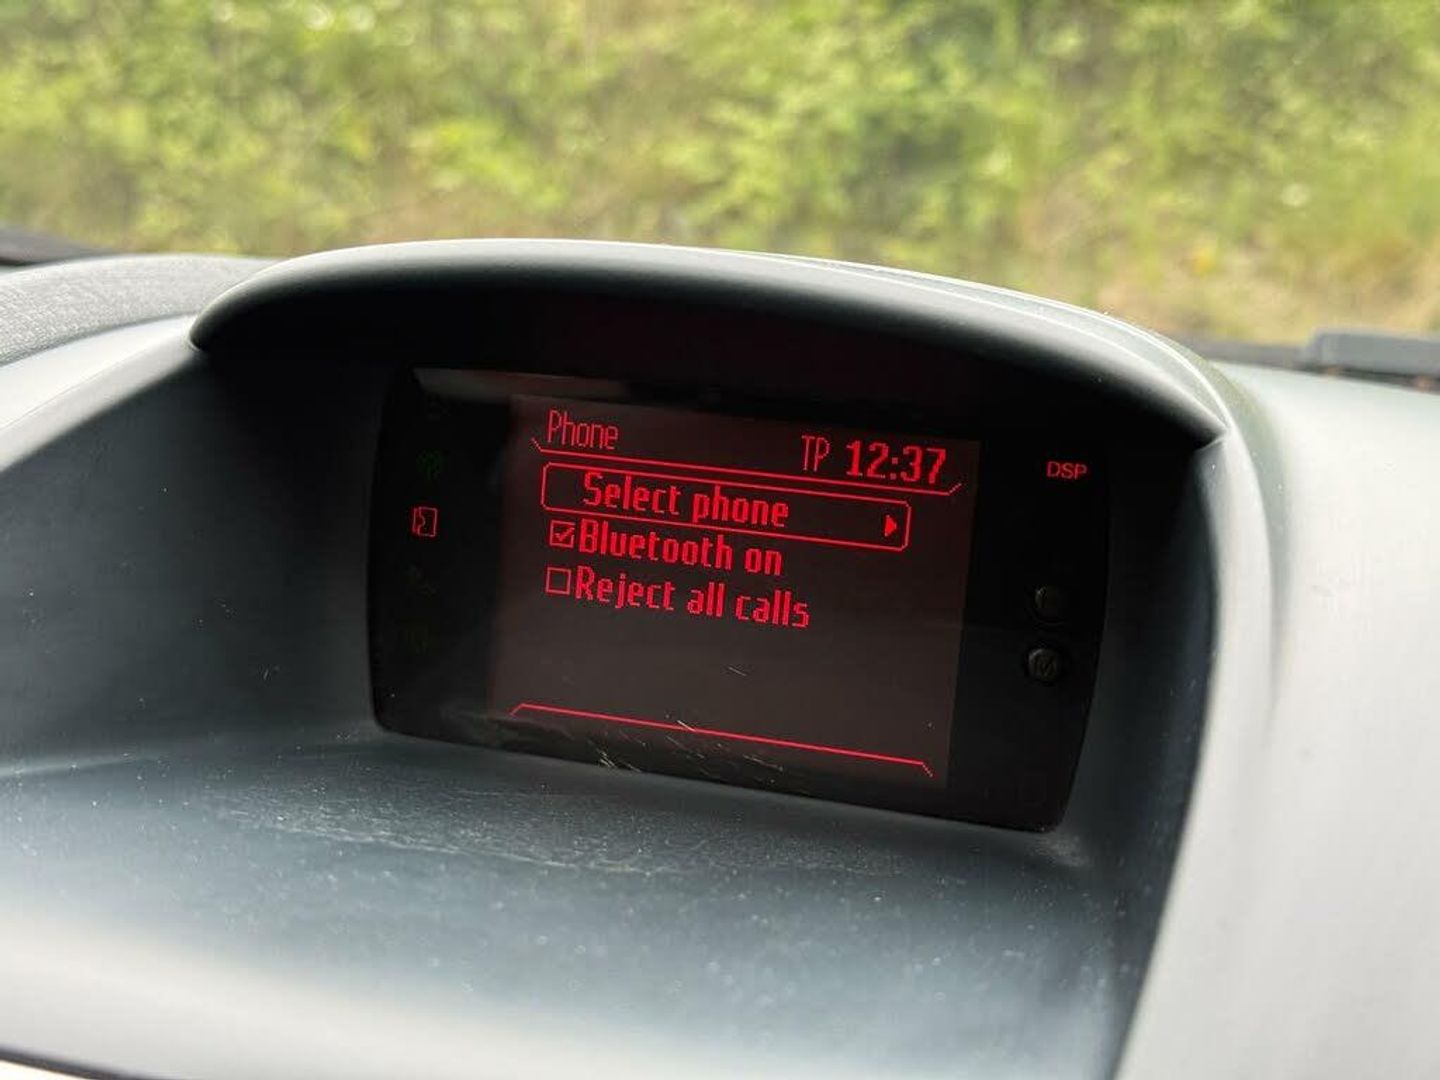 Phone
TP 12:37
DSP
Select phone
Bluetooth on
Reject all calls